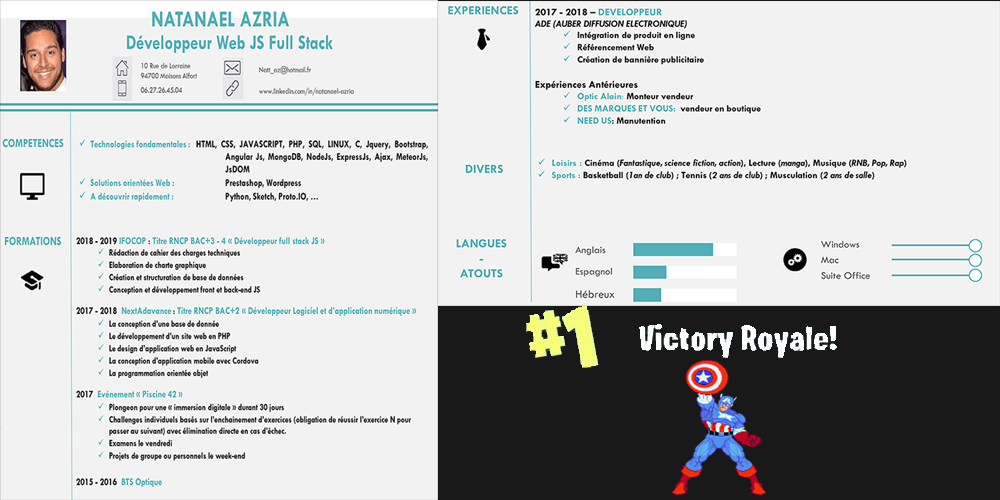 NATANAEL AZRIA
Développeur Web JS Full Stack
10 Rue de Lorraine
94700 Maisons Alfort
Natt_az@hotmail.fr
06.27.26.45.04
www.linkedin.com/in/natanael-azria
COMPETENCES
Technologies fondamentales : HTML, CSS, JAVASCRIPT, PHP, SQL, LINUX, C, Jquery, Bootstrap,
Angular Js, MongoDB, NodeJs, ExpressJs, Ajax, MeteorJs,
JsDOM
Solutions orientées Web : Prestashop, Wordpress
A découvrir rapidement : Python, Sketch, Proto.IO, ...
FORMATIONS
2018 - 2019 IFOCOP : Titre RNCP BAC+3 - 4 « Développeur full stack JS »
Rédaction de cahier des charges techniques
Elaboration de charte graphique
Création et structuration de base de données
Conception et développement front et back-end JS
2017 - 2018 NextAdavance : Titre RNCP BAC+2 « Développeur Logiciel et d'application numérique »
La conception d'une base de donnée
Le développement d'un site web en PHP
Le design d'application web en JavaScript
La conception d'application mobile avec Cordova
La programmation orientée objet
2017 Evénement « Piscine 42 »
Plongeon pour une « immersion digitale » durant 30 jours
Challenges individuels basés sur l'enchainement d'exercices (obligation de réussir l'exercice N pour
passer au suivant) avec élimination directe en cas d'échec.
Examens le vendredi
Projets de groupe ou personnels le week-end
2015 - 2016 BTS Optique
EXPERIENCES
2017 - 2018 – DEVELOPPEUR
ADE (AUBER DIFFUSION ELECTRONIQUE)
Intégration de produit en ligne
Référencement Web
Création de bannière publicitaire
Expériences Antérieures
Optic Alain: Monteur vendeur
DES MARQUES ET VOUS: vendeur en boutique
NEED US: Manutention
DIVERS
Loisirs : Cinéma (Fantastique, science fiction, action), Lecture (manga), Musique (RNB, Pop, Rap)
Sports : Basketball (1an de club) ; Tennis (2 ans de club) ; Musculation (2 ans de salle)
LANGUES
-
ATOUTS
Anglais
Espagnol
Hébreux
Windows
Mac
Suite Office
#1 Victory Royale!